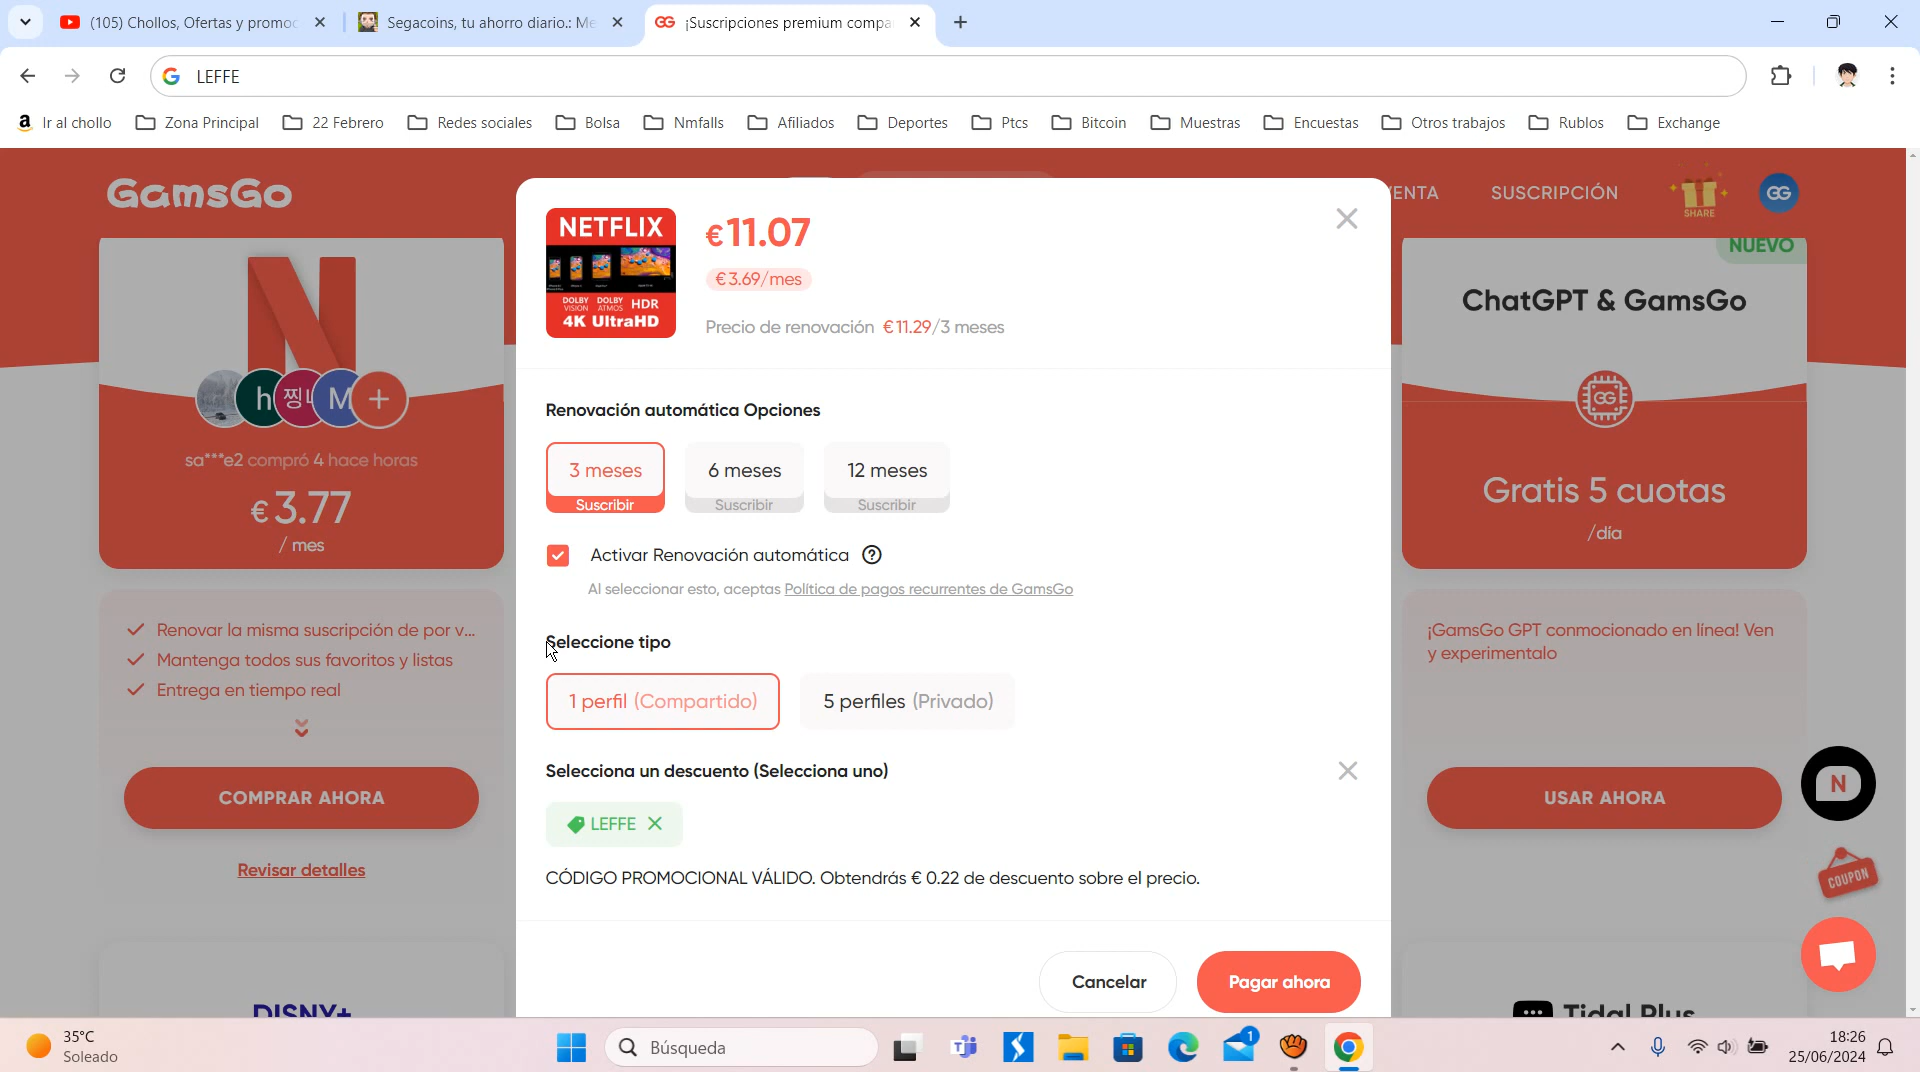 (105) Chollos, Ofertas y promoc
Segacoins, tu ahorro diario.: Me
¡Suscripciones premium compa
LEFFE
Ir al chollo
Zona Principal
22 Febrero
Redes sociales
Bolsa
Nmfalls
Afiliados
Deportes
Ptcs
Bitcoin
Muestras
Encuestas
Otros trabajos
Rublos
Exchange
GamsGo
VENTA
SUSCRIPCIÓN
SHARE
GG
h
찡
M
+
sa***e2 compró 4 hace horas
€3.77
/ mes
Renovar la misma suscripción de por v...
Mantenga todos sus favoritos y listas
Entrega en tiempo real
COMPRAR AHORA
Revisar detalles
DISNY+
NETFLIX
DOLBY VISION DOLBY ATMOS HDR
4K UltraHD
€11.07
€3.69/mes
Precio de renovación €11.29/3 meses
Renovación automática Opciones
3 meses
Suscribir
6 meses
Suscribir
12 meses
Suscribir
Activar Renovación automática ?
Al seleccionar esto, aceptas Política de pagos recurrentes de GamsGo
Seleccione tipo
1 perfil (Compartido)
5 perfiles (Privado)
Selecciona un descuento (Selecciona uno)
LEFFE
CÓDIGO PROMOCIONAL VÁLIDO. Obtendrás € 0.22 de descuento sobre el precio.
Cancelar
Pagar ahora
NUEVO
ChatGPT & GamsGo
GG
Gratis 5 cuotas
/día
¡GamsGo GPT conmocionado en línea! Ven
y experimentalo
USAR AHORA
N
COUPON
Tidal Plus
35°C
Soleado
Búsqueda
1
18:26
25/06/2024